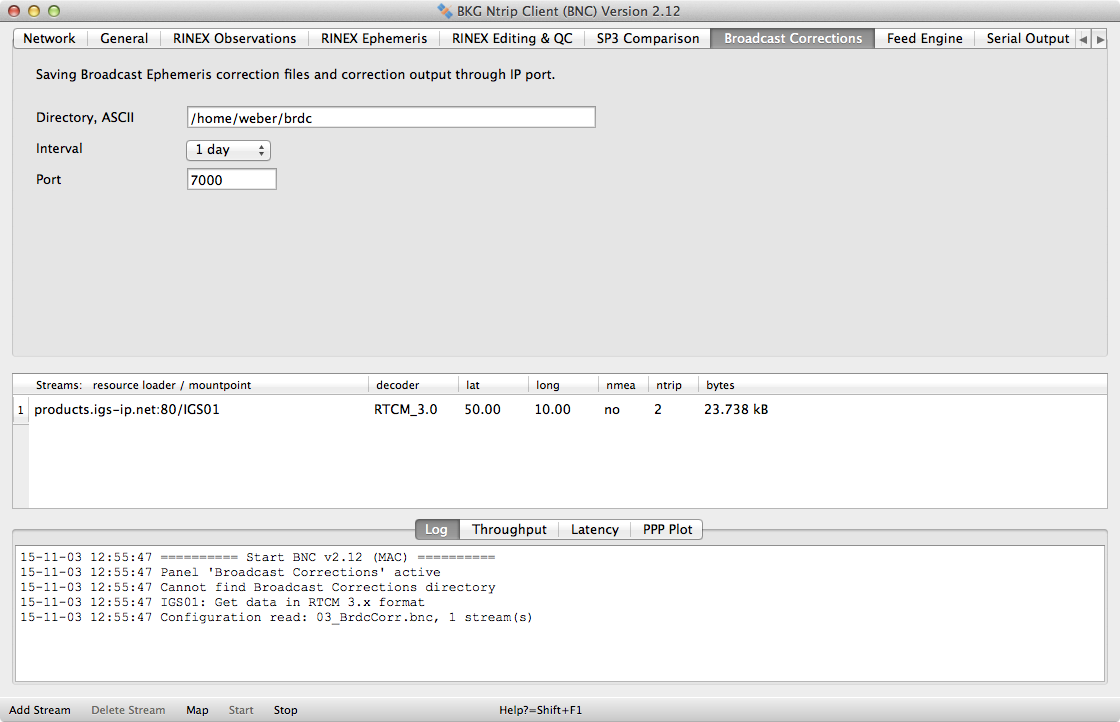 BKG Ntrip Client (BNC) Version 2.12
Network General RINEX Observations RINEX Ephemeris RINEX Editing & QC SP3 Comparison Broadcast Corrections Feed Engine Serial Output
Saving Broadcast Ephemeris correction files and correction output through IP port.
Directory, ASCII /home/weber/brdc
Interval 1 day
Port 7000
Streams: resource loader / mountpoint decoder lat long nmea ntrip bytes
1 products.igs-ip.net:80/IGS01 RTCM_3.0 50.00 10.00 no 2 23.738 kB
Log Throughput Latency PPP Plot
15-11-03 12:55:47 ========== Start BNC v2.12 (MAC) ==========
15-11-03 12:55:47 Panel 'Broadcast Corrections' active
15-11-03 12:55:47 Cannot find Broadcast Corrections directory
15-11-03 12:55:47 IGS01: Get data in RTCM 3.x format
15-11-03 12:55:47 Configuration read: 03_BrdcCorr.bnc, 1 stream(s)
Add Stream Delete Stream Map Start Stop Help?=Shift+F1